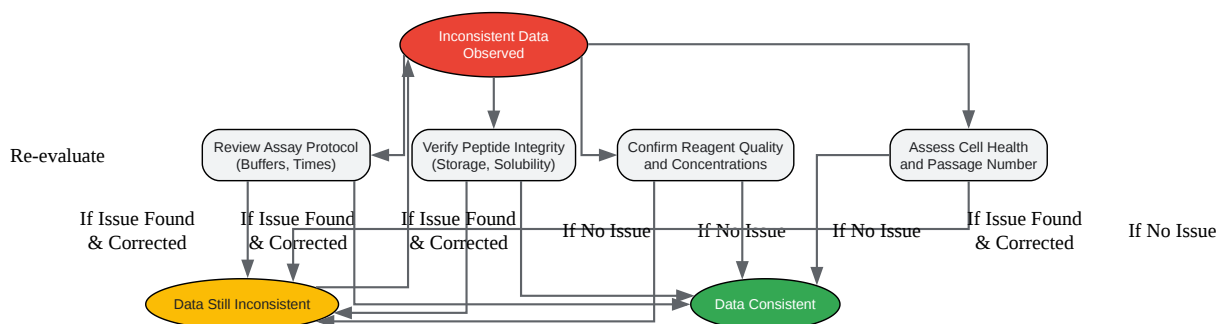 Inconsistent Data
Observed
Re-evaluate
Review Assay Protocol
(Buffers, Times)
Verify Peptide Integrity
(Storage, Solubility)
Confirm Reagent Quality
and Concentrations
Assess Cell Health
and Passage Number
If Issue Found
& Corrected
If Issue Found
& Corrected
If Issue Found
& Corrected
If No Issue
If No Issue
If No Issue
If Issue Found
& Corrected
If No Issue
Data Still Inconsistent
Data Consistent